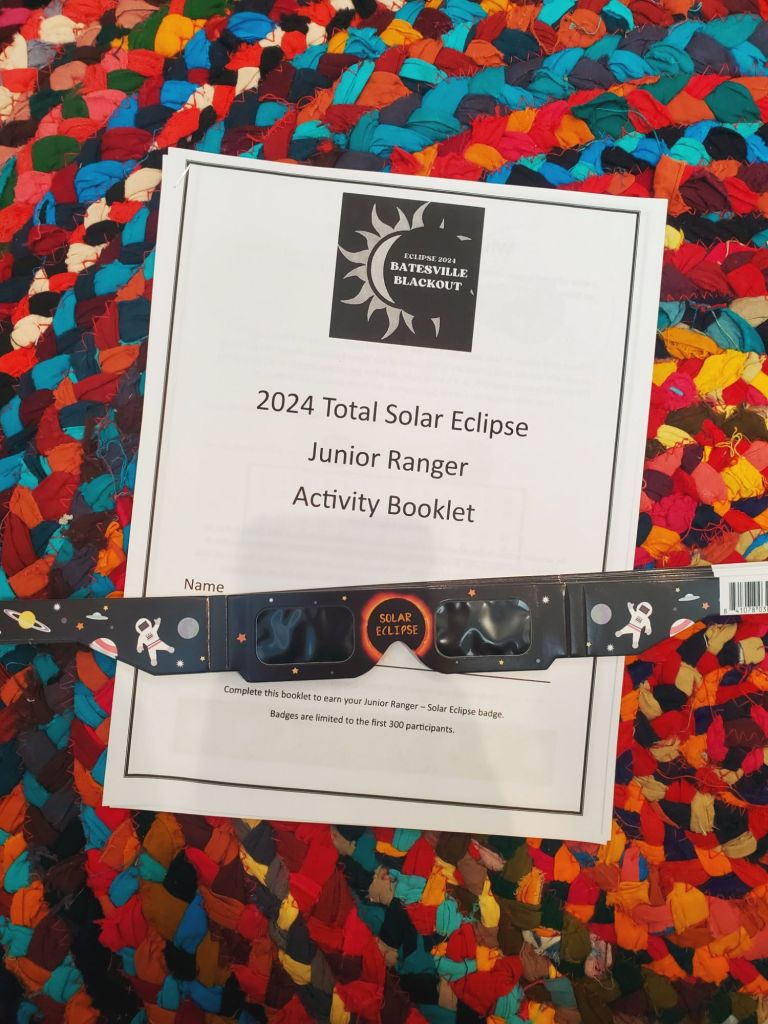 ECLIPSE 2024
BATESVILLE
BLACKOUT
2024 Total Solar Eclipse
Junior Ranger
Activity Booklet
Name
SOLAR
ECLIPSE
Complete this booklet to earn your Junior Ranger – Solar Eclipse badge.
Badges are limited to the first 300 participants.